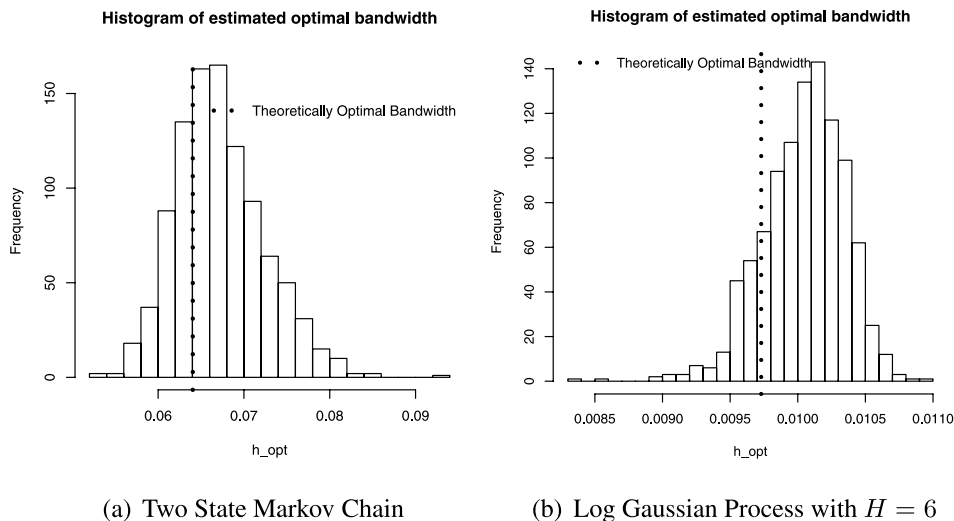 Histogram of estimated optimal bandwidth
Frequency
0 50 100 150
Theoretically Optimal Bandwidth
0.06 0.07 0.08 0.09
h_opt
(a) Two State Markov Chain
Histogram of estimated optimal bandwidth
Frequency
0 20 40 60 80 100 120 140
Theoretically Optimal Bandwidth
0.0085 0.0090 0.0095 0.0100 0.0105 0.0110
h_opt
(b) Log Gaussian Process with H = 6